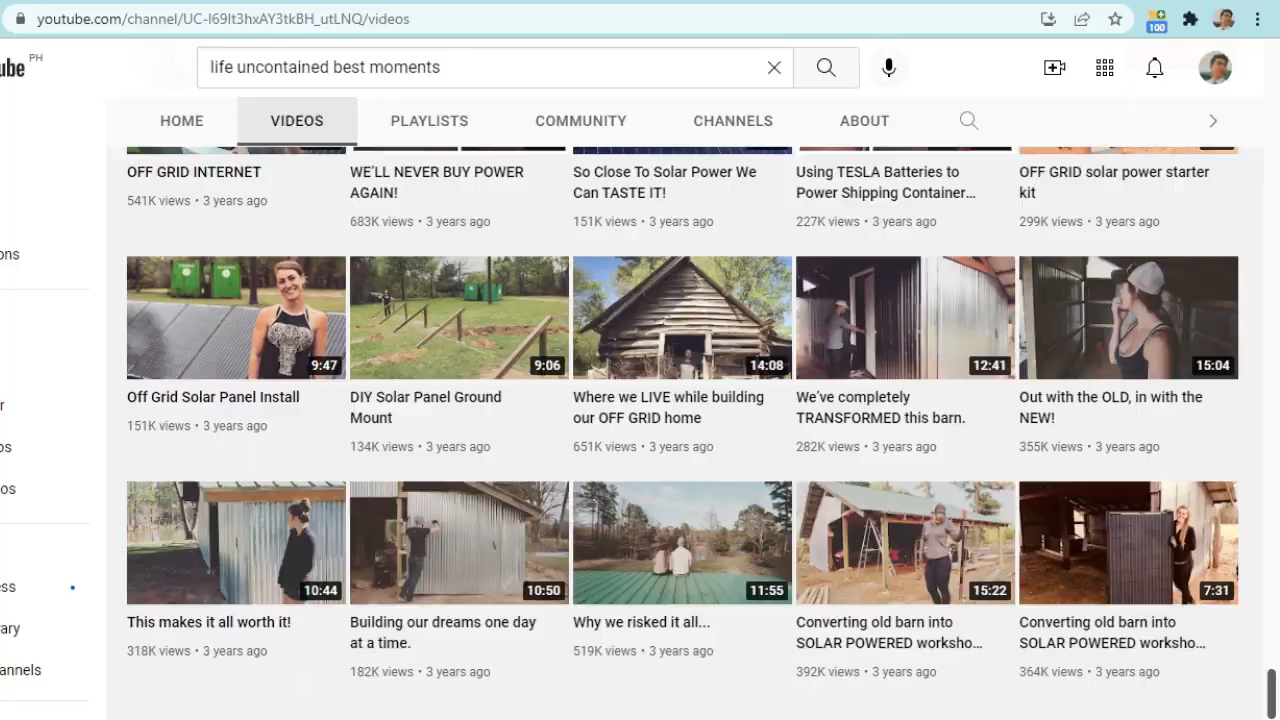 youtube.com/channel/UC-I69It3hxAY3tkBH_utLNQ/videos
100
ube PH
life uncontained best moments
HOME VIDEOS PLAYLISTS COMMUNITY CHANNELS ABOUT
OFF GRID INTERNET
541K views • 3 years ago
WE'LL NEVER BUY POWER
AGAIN!
683K views • 3 years ago
So Close To Solar Power We
Can TASTE IT!
151K views • 3 years ago
Using TESLA Batteries to
Power Shipping Container…
227K views • 3 years ago
OFF GRID solar power starter
kit
299K views • 3 years ago
ons
r
os
os
ess
ary
annels
9:47
Off Grid Solar Panel Install
151K views • 3 years ago
9:06
DIY Solar Panel Ground
Mount
134K views • 3 years ago
14:08
Where we LIVE while building
our OFF GRID home
651K views • 3 years ago
12:41
We've completely
TRANSFORMED this barn.
282K views • 3 years ago
15:04
Out with the OLD, in with the
NEW!
355K views • 3 years ago
10:44
This makes it all worth it!
318K views • 3 years ago
10:50
Building our dreams one day
at a time.
182K views • 3 years ago
11:55
Why we risked it all...
519K views • 3 years ago
15:22
Converting old barn into
SOLAR POWERED worksho…
392K views • 3 years ago
7:31
Converting old barn into
SOLAR POWERED worksho…
364K views • 3 years ago